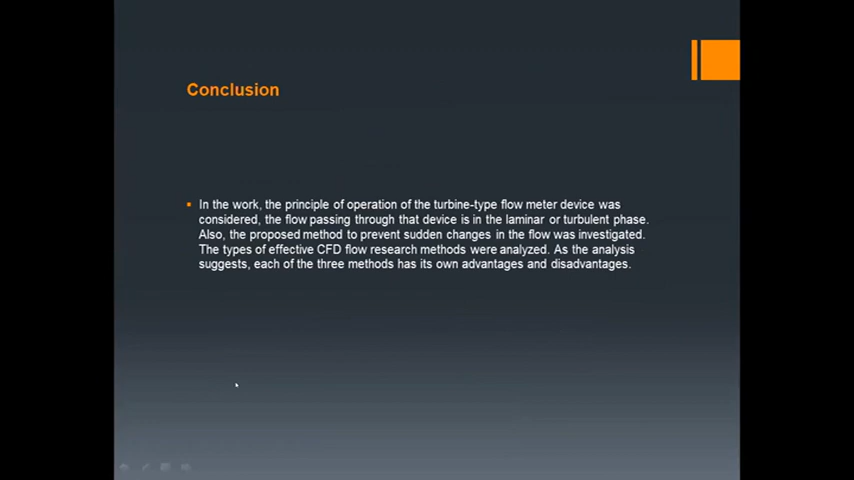 Conclusion
In the work, the principle of operation of the turbine-type flow meter device was
considered, the flow passing through that device is in the laminar or turbulent phase.
Also, the proposed method to prevent sudden changes in the flow was investigated.
The types of effective CFD flow research methods were analyzed. As the analysis
suggests, each of the three methods has its own advantages and disadvantages.